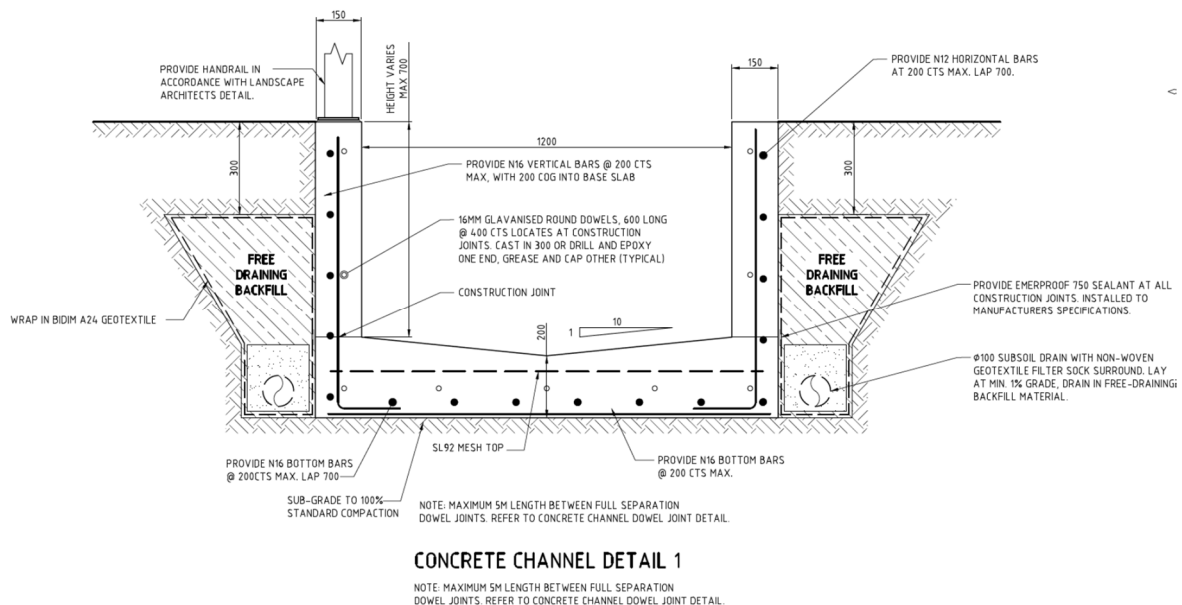 150
PROVIDE HANDRAIL IN
ACCORDANCE WITH LANDSCAPE
ARCHITECTS DETAIL.
HEIGHT VARIES
MAX 700
150
PROVIDE N12 HORIZONTAL BARS
AT 200 CTS MAX. LAP 700.
300
1200
300
PROVIDE N16 VERTICAL BARS @ 200 CTS
MAX, WITH 200 COG INTO BASE SLAB
16MM GLAVANISED ROUND DOWELS, 600 LONG
@ 400 CTS LOCATES AT CONSTRUCTION
JOINTS. CAST IN 300 OR DRILL AND EPOXY
ONE END, GREASE AND CAP OTHER (TYPICAL)
FREE
DRAINING
BACKFILL
FREE
DRAINING
BACKFILL
CONSTRUCTION JOINT
PROVIDE EMERPROOF 750 SEALANT AT ALL
CONSTRUCTION JOINTS. INSTALLED TO
MANUFACTURERS SPECIFICATIONS.
WRAP IN BIDIM A24 GEOTEXTILE
200
1
10
Ø100 SUBSOIL DRAIN WITH NON-WOVEN
GEOTEXTILE FILTER SOCK SURROUND. LAY
AT MIN. 1% GRADE, DRAIN IN FREE-DRAINING
BACKFILL MATERIAL.
SL92 MESH TOP
PROVIDE N16 BOTTOM BARS
@ 200CTS MAX. LAP 700
PROVIDE N16 BOTTOM BARS
@ 200 CTS MAX.
SUB-GRADE TO 100%
STANDARD COMPACTION
NOTE: MAXIMUM 5M LENGTH BETWEEN FULL SEPARATION
DOWEL JOINTS. REFER TO CONCRETE CHANNEL DOWEL JOINT DETAIL.
CONCRETE CHANNEL DETAIL 1
NOTE: MAXIMUM 5M LENGTH BETWEEN FULL SEPARATION
DOWEL JOINTS. REFER TO CONCRETE CHANNEL DOWEL JOINT DETAIL.